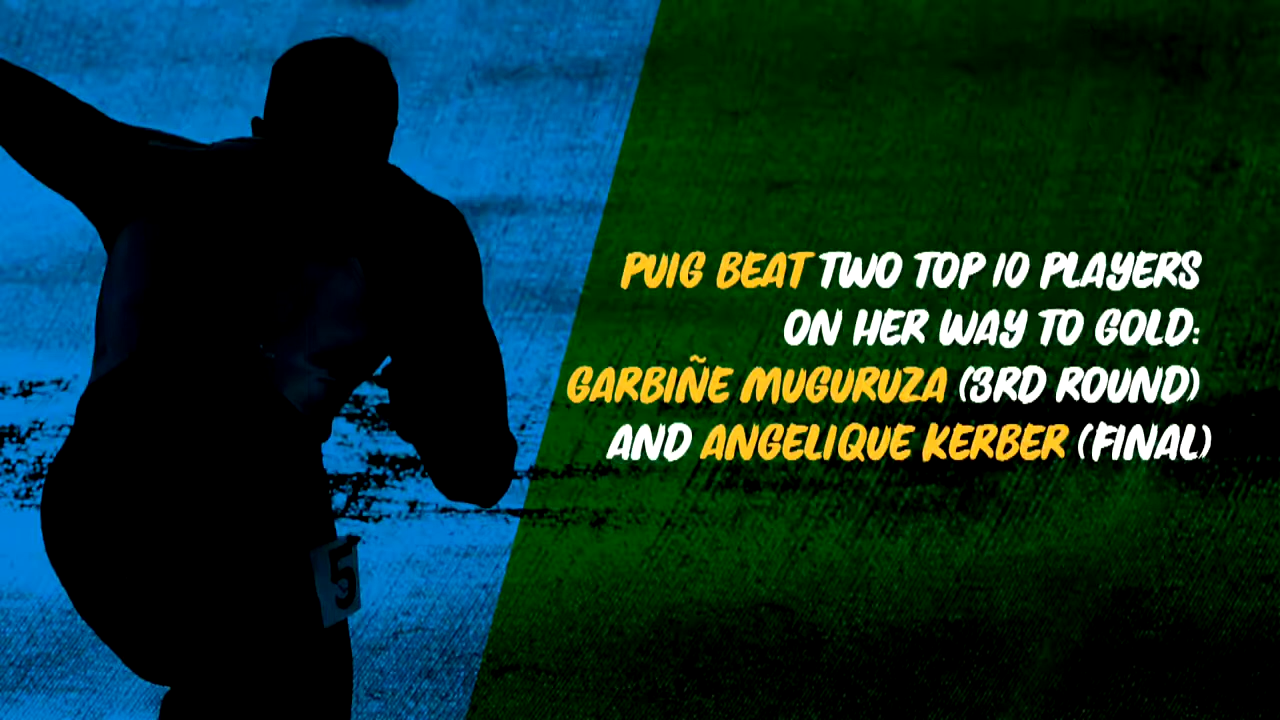 PUIG BEAT TWO TOP 10 PLAYERS
ON HER WAY TO GOLD:
GARBIÑE MUGURUZA (3RD ROUND)
AND ANGELIQUE KERBER (FINAL)
5